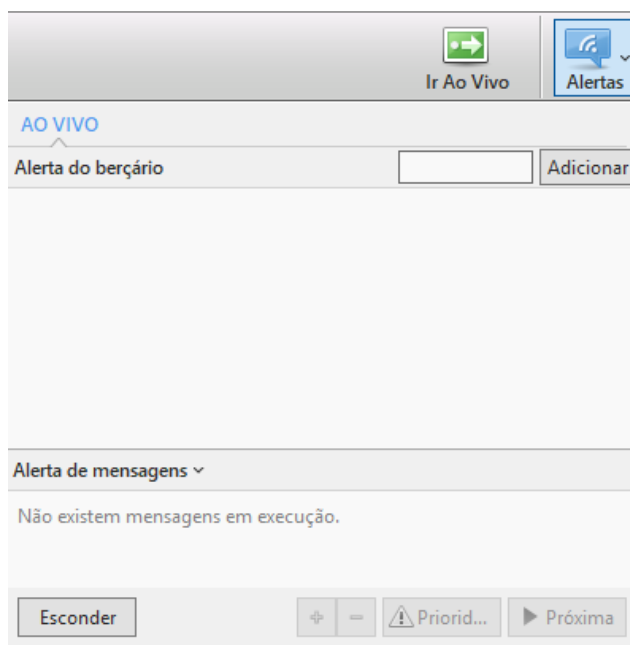 Ir Ao Vivo
Alertas
AO VIVO
Alerta do berçário
Adicionar
Alerta de mensagens
Não existem mensagens em execução.
Esconder
Priorid...
Próxima